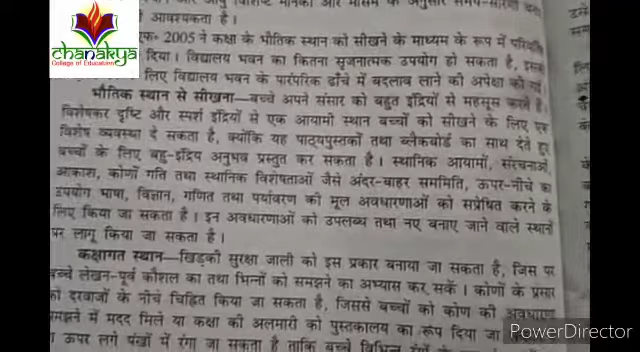 chanakya
College of Education
आवश्यकता है।
2005 ने कक्षा के भौतिक स्थान को सीखने के माध्यम के रूप में
दिया। विद्यालय भवन का कितना सृजनात्मक उपयोग हो सकता है,
लिए विद्यालय भवन के पारंपरिक ढाँचे में बदलाव लाने की अपेक्षा की
भौतिक स्थान से सीखना—बच्चे अपने संसार को बहुत इंद्रियों से महसूस करते हैं।
विशेषकर दृष्टि और स्पर्श इंद्रियों से एक आयामी स्थान बच्चों को सीखने के लिए एक
विशेष व्यवस्था दे सकता है, क्योंकि यह पाठ्यपुस्तकों तथा ब्लैकबोर्ड का साथ देते हुए
बच्चों के लिए बहु-इंद्रिय अनुभव प्रस्तुत कर सकता है। स्थानिक आयामों, संरचनाओं,
आकाश, कोणों गति तथा स्थानिक विशेषताओं जैसे अंदर-बाहर सममिति, ऊपर-नीचे का
उपयोग भाषा, विज्ञान, गणित तथा पर्यावरण की मूल अवधारणाओं को संप्रेषित करने के
लिए किया जा सकता है। इन अवधारणाओं को उपलब्ध तथा नए बनाए जाने वाले स्थानों
पर लागू किया जा सकता है।
कक्षागत स्थान—खिड़की सुरक्षा जाली को इस प्रकार बनाया जा सकता है, जिस पर
बच्चे लेखन-पूर्व कौशल का तथा भिन्नों को समझने का अभ्यास कर सकें। कोणों के प्रसार
को दरवाजों के नीचे चिह्नित किया जा सकता है, जिससे बच्चों को कोण की अवधारणा
समझने में मदद मिले या कक्षा की अलमारी को पुस्तकालय का रूप दिया जा
ऊपर लगे पंखों में रंगा जा सकता है ताकि बच्चे विभिन्न
PowerDirector